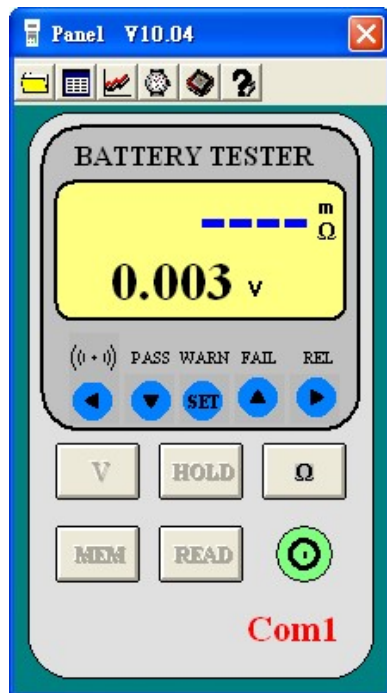 Panel V10.04
BATTERY TESTER
---- m
Ω
0.003 V
((ı + ı)) PASS WARN FAIL REL
SET
V HOLD Ω
MEM READ
Com1